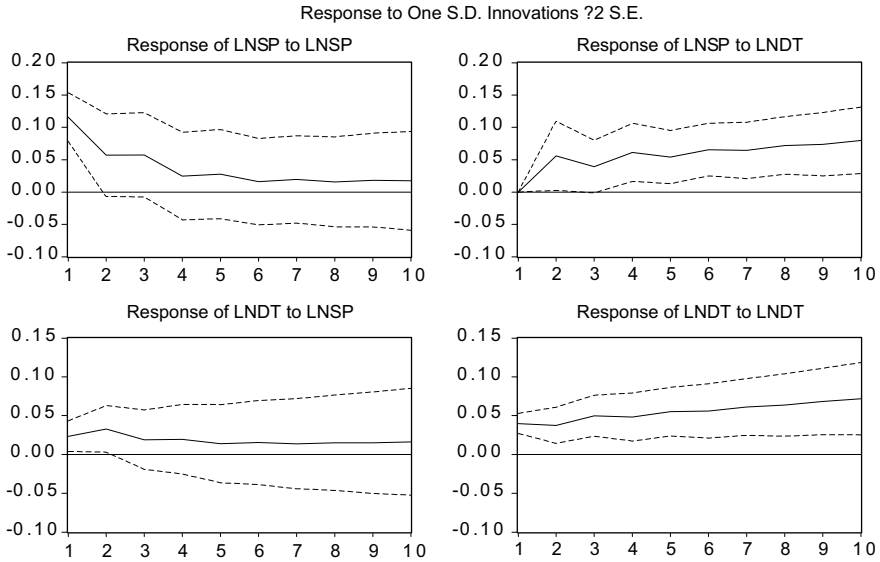 Response to One S.D. Innovations ?2 S.E.
Response of LNSP to LNSP
0.20
0.15
0.10
0.05
0.00
-0.05
-0.10
1 2 3 4 5 6 7 8 9 10
Response of LNSP to LNDT
0.20
0.15
0.10
0.05
0.00
-0.05
-0.10
1 2 3 4 5 6 7 8 9 10
Response of LNDT to LNSP
0.15
0.10
0.05
0.00
-0.05
-0.10
1 2 3 4 5 6 7 8 9 10
Response of LNDT to LNDT
0.15
0.10
0.05
0.00
-0.05
-0.10
1 2 3 4 5 6 7 8 9 10